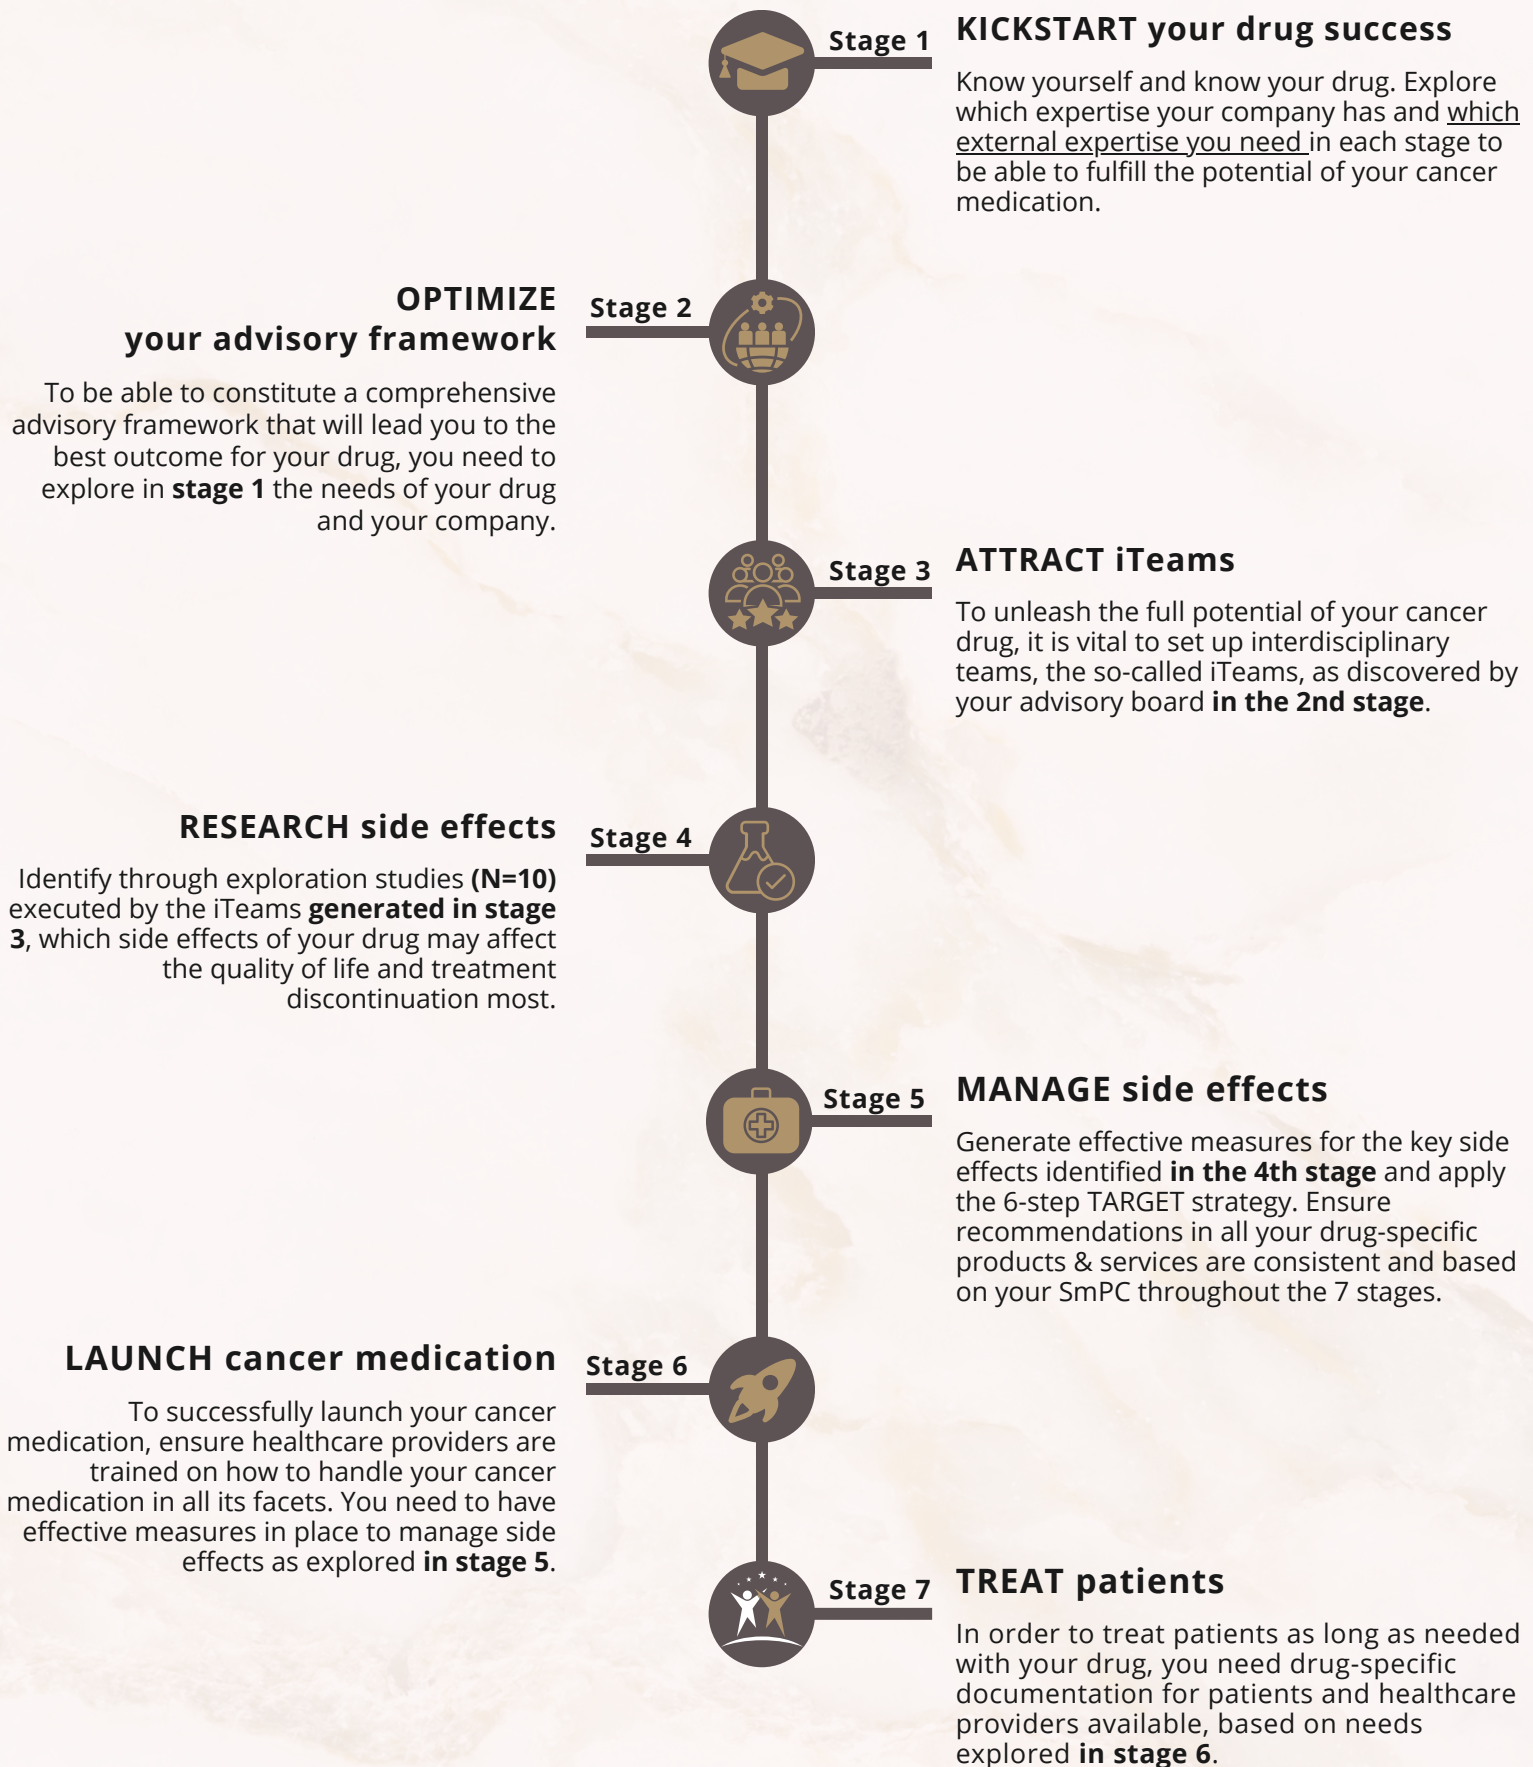 Stage 1
KICKSTART your drug success
Know yourself and know your drug. Explore
which expertise your company has and which
external expertise you need in each stage to
be able to fulfill the potential of your cancer
medication.
Stage 2
OPTIMIZE
your advisory framework
To be able to constitute a comprehensive
advisory framework that will lead you to the
best outcome for your drug, you need to
explore in stage 1 the needs of your drug
and your company.
Stage 3
ATTRACT iTeams
To unleash the full potential of your cancer
drug, it is vital to set up interdisciplinary
teams, the so-called iTeams, as discovered by
your advisory board in the 2nd stage.
Stage 4
RESEARCH side effects
Identify through exploration studies (N=10)
executed by the iTeams generated in stage
3, which side effects of your drug may affect
the quality of life and treatment
discontinuation most.
Stage 5
MANAGE side effects
Generate effective measures for the key side
effects identified in the 4th stage and apply
the 6-step TARGET strategy. Ensure
recommendations in all your drug-specific
products & services are consistent and based
on your SmPC throughout the 7 stages.
Stage 6
LAUNCH cancer medication
To successfully launch your cancer
medication, ensure healthcare providers are
trained on how to handle your cancer
medication in all its facets. You need to have
effective measures in place to manage side
effects as explored in stage 5.
Stage 7
TREAT patients
In order to treat patients as long as needed
with your drug, you need drug-specific
documentation for patients and healthcare
providers available, based on needs
explored in stage 6.